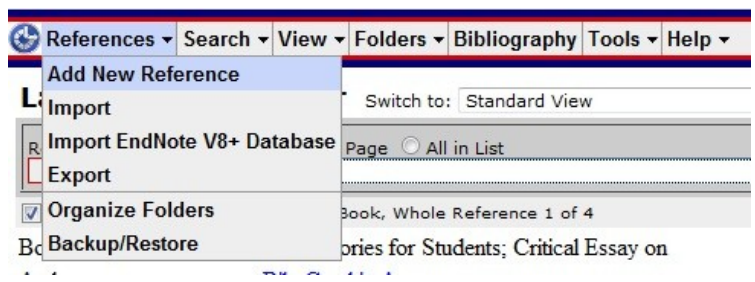 References Search View Folders Bibliography Tools Help
Add New Reference
Switch to: Standard View
Import
Import EndNote V8+ Database
Page All in List
Export
Organize Folders
Book, Whole Reference 1 of 4
Backup/Restore
ories for Students; Critical Essay on